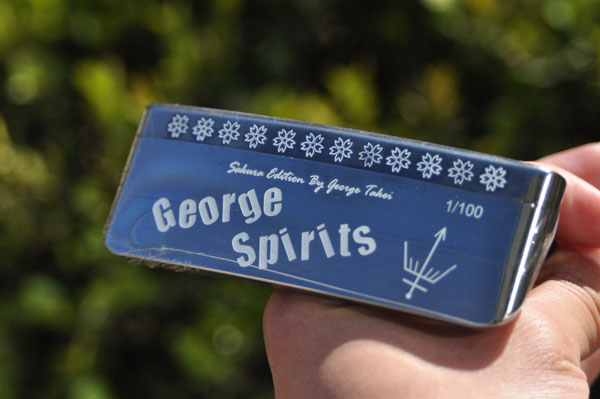 Sakura Edition By George Takei
1/100
George
Spirits